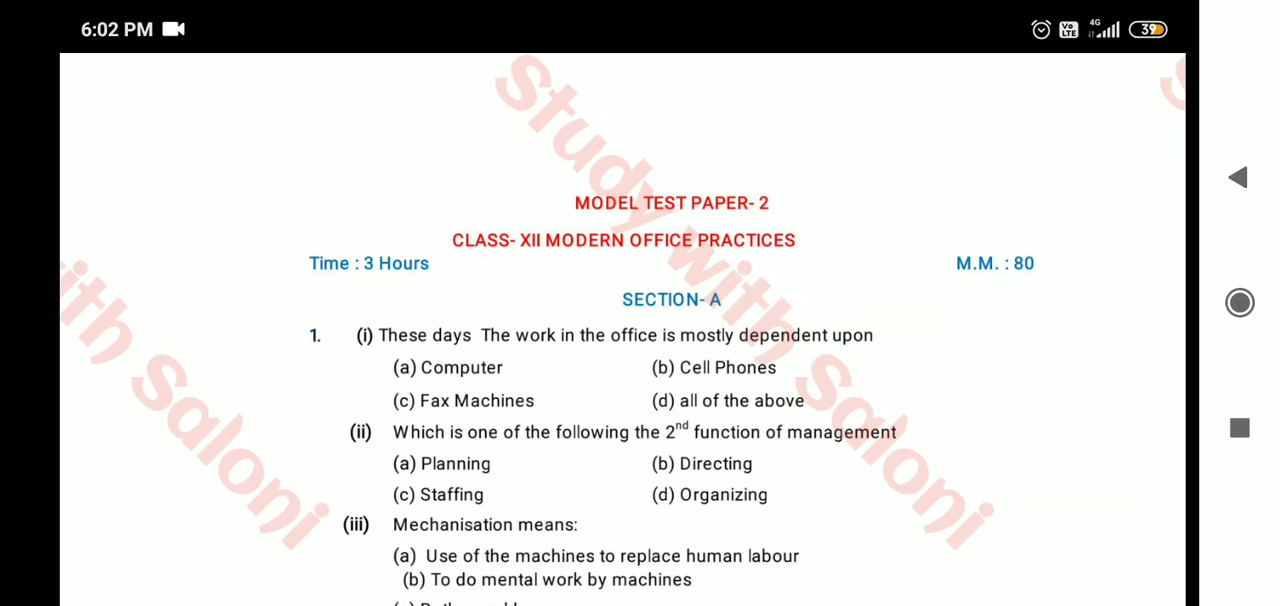 6:02 PM
Vo LTE 4G 39
Study with Saloni
ith Saloni
MODEL TEST PAPER- 2
CLASS- XII MODERN OFFICE PRACTICES
Time : 3 Hours M.M. : 80
SECTION- A
1. (i) These days The work in the office is mostly dependent upon
(a) Computer (b) Cell Phones
(c) Fax Machines (d) all of the above
(ii) Which is one of the following the 2nd function of management
(a) Planning (b) Directing
(c) Staffing (d) Organizing
(iii) Mechanisation means:
(a) Use of the machines to replace human labour
(b) To do mental work by machines